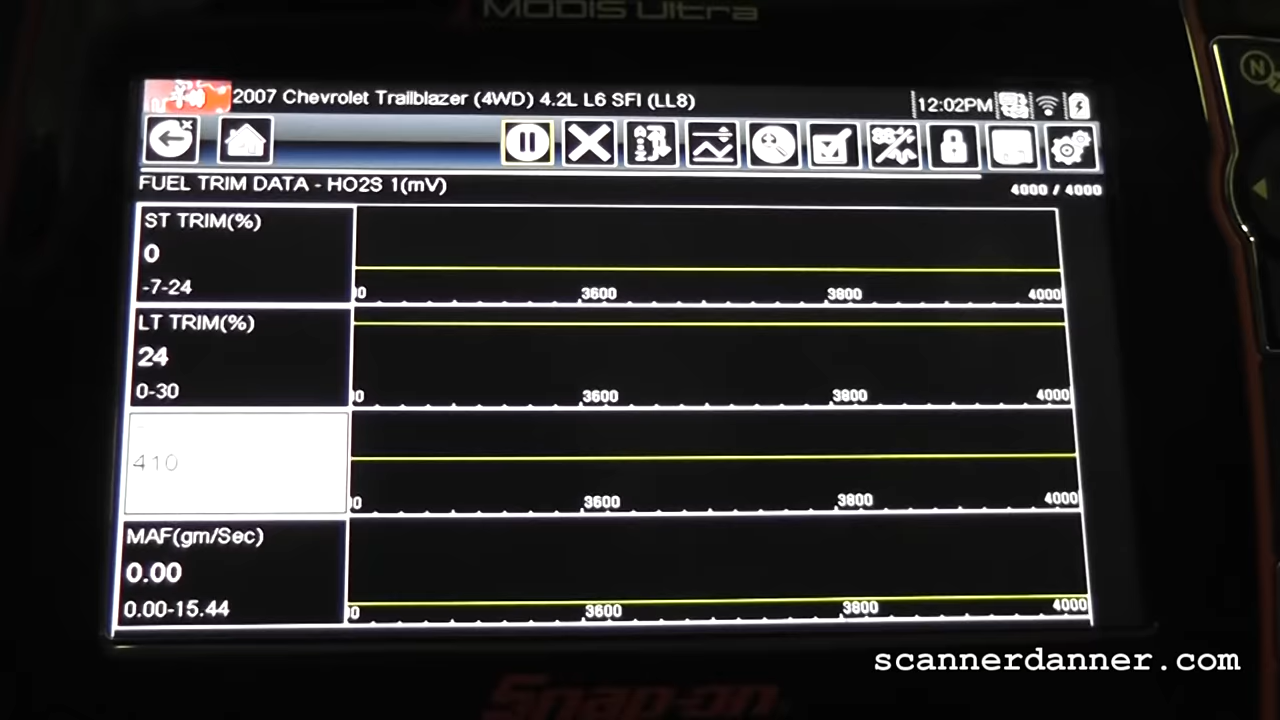 MODIS Ultra
2007 Chevrolet Trailblazer (4WD) 4.2L L6 SFI (LL8)
12:02PM
FUEL TRIM DATA - HO2S 1(mV)
4000 / 4000
ST TRIM(%)
0
-7-24
3600 3800 4000
LT TRIM(%)
24
0-30
3600 3800 4000
410
3600 3800 4000
MAF(gm/Sec)
0.00
0.00-15.44
3600 3800 4000
scannerdanner.com
Snap-on
N